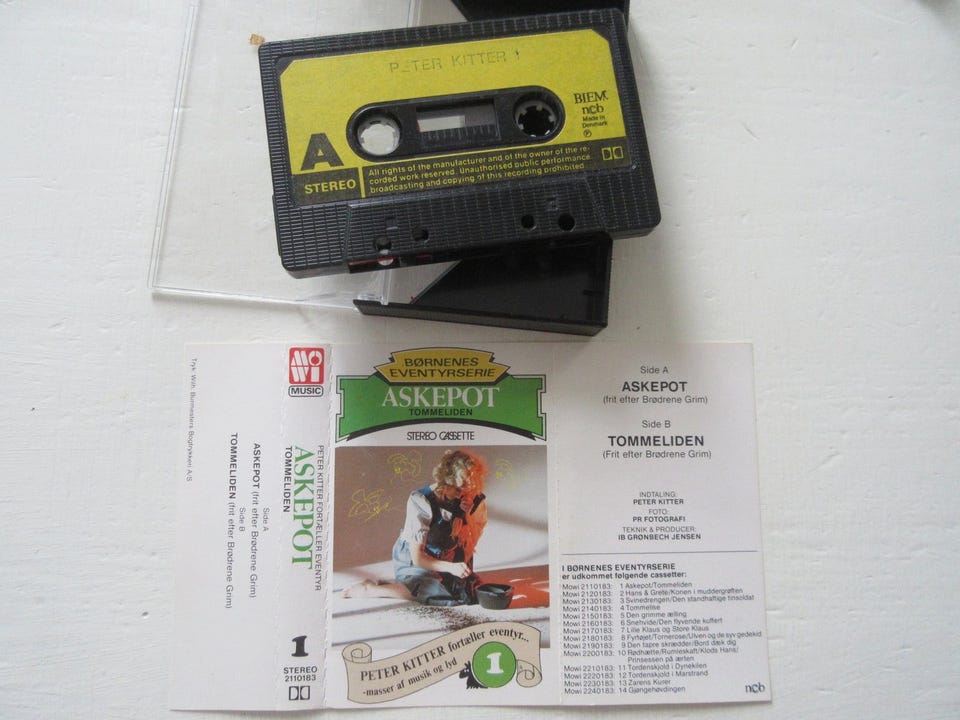 PETER KITTER 1
BIEM
ncb
Made in
Denmark
℗
A
STEREO
All rights of the manufacturer and of the owner of the re-
corded work reserved. Unauthorised public performance.
broadcasting and copying of this recording prohibited
Tryk: Wilh. Burmesters Bogtrykkeri A/S
Side A
ASKEPOT (frit efter Brødrene Grim)
Side B
TOMMELIDEN (frit efter Brødrene Grim)
MOWI
MUSIC
PETER KITTER FORTÆLLER EVENTYR
ASKEPOT
TOMMELIDEN
1
STEREO
2110183
BØRNENES
EVENTYRSERIE
ASKEPOT
TOMMELIDEN
STEREO CASSETTE
PETER KITTER fortæller eventyr...
-masser af musik og lyd
1
Side A
ASKEPOT
(frit efter Brødrene Grim)
Side B
TOMMELIDEN
(Frit efter Brødrene Grim)
INDTALING:
PETER KITTER
FOTO:
PR FOTOGRAFI
TEKNIK & PRODUCER:
IB GRØNBECH JENSEN
I BØRNENES EVENTYRSERIE
er udkommet følgende cassetter:
Mowi 2110183: 1 Askepot/Tommeliden
Mowi 2120183: 2 Hans & Grete/Konen i muddergrøften
Mowi 2130183: 3 Svinedrengen/Den standhaftige tinsoldat
Mowi 2140183: 4 Tommelise
Mowi 2150183: 5 Den grimme ælling
Mowi 2160183: 6 Snehvide/Den flyvende kuffert
Mowi 2170183: 7 Lille Klaus og Store Klaus
Mowi 2180183: 8 Fyrtøjet/Tornerose/Ulven og de syv gedekid
Mowi 2190183: 9 Den tapre skrædder/Bord dæk dig
Mowi 2200183: 10 Rødhætte/Rumleskaft/Klods Hans/
Prinsessen på ærten
Mowi 2210183: 11 Tordenskjold i Dynekilen
Mowi 2220183: 12 Tordenskjold i Marstrand
Mowi 2230183: 13 Zarens Kurer
Mowi 2240183: 14 Gjøngehøvdingen
ncb